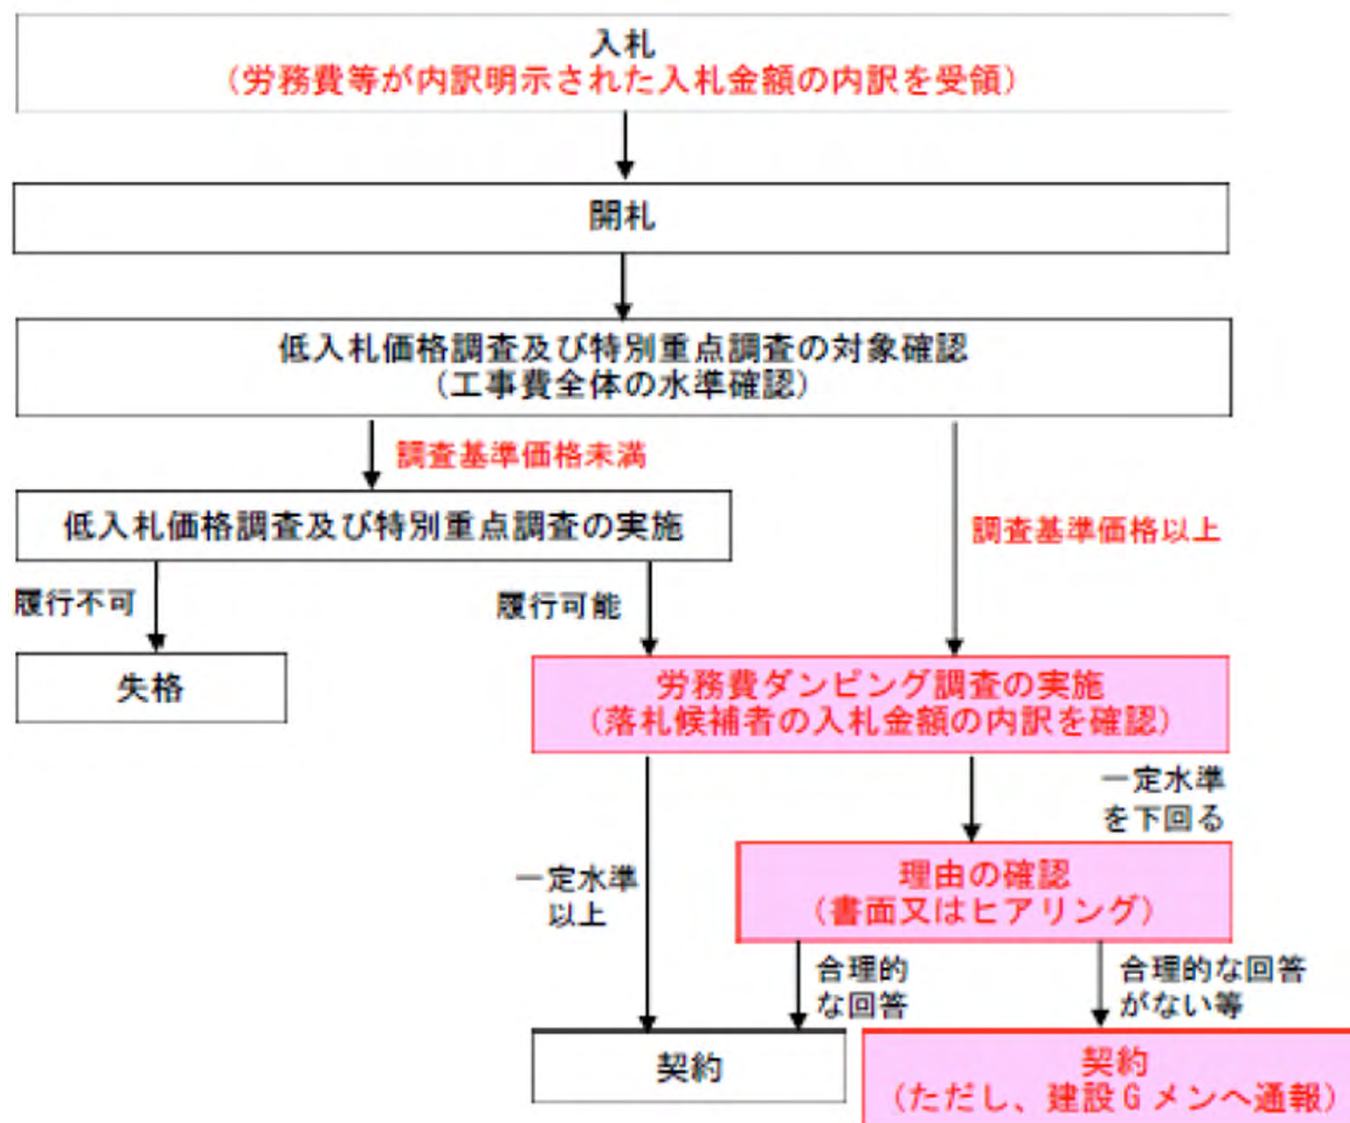 入札
（労務費等が内訳明示された入札金額の内訳を受領）
開札
低入札価格調査及び特別重点調査の対象確認
（工事費全体の水準確認）
調査基準価格未満
低入札価格調査及び特別重点調査の実施
調査基準価格以上
履行不可
履行可能
失格
労務費ダンピング調査の実施
（落札候補者の入札金額の内訳を確認）
一定水準
を下回る
一定水準
以上
理由の確認
（書面又はヒアリング）
合理的
な回答
合理的な回答
がない等
契約
契約
（ただし、建設Gメンへ通報）